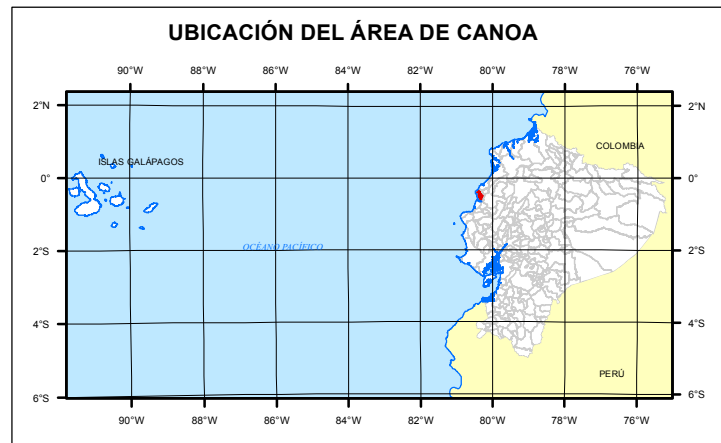 UBICACIÓN DEL ÁREA DE CANOA
90°W 88°W 86°W 84°W 82°W 80°W 78°W 76°W
2°N 2°N
COLOMBIA
ISLAS GALÁPAGOS
0° 0°
OCÉANO PACÍFICO
2°S 2°S
4°S 4°S
PERÚ
6°S 6°S
90°W 88°W 86°W 84°W 82°W 80°W 78°W 76°W